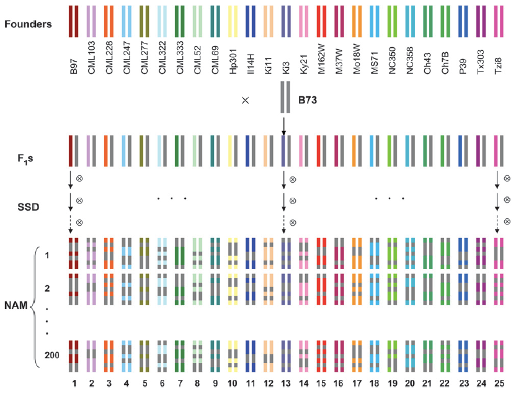 Founders
B97 CML103 CML228 CML247 CML277 CML322 CML333 CML52 CML69 Hp301 Il14H Ki11 Ki3 Ky21 M162W M37W Mo18W MS71 NC350 NC358 Oh43 Oh7B P39 Tx303 Tzi8
× B73
F1s
SSD
1
NAM
2
200
1 2 3 4 5 6 7 8 9 10 11 12 13 14 15 16 17 18 19 20 21 22 23 24 25